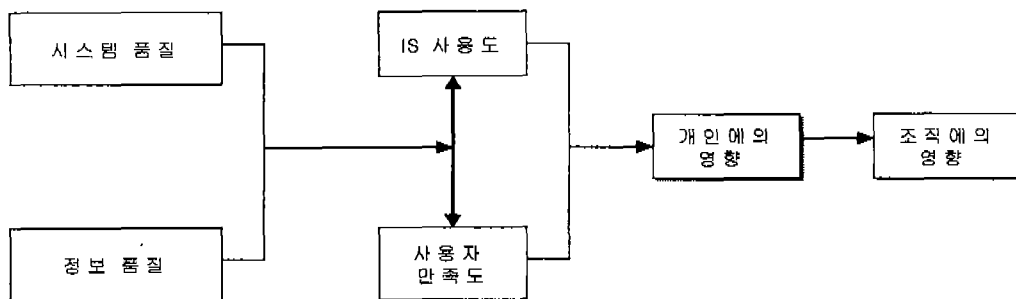 시스템 품질
IS 사용도
개인에의
영향
조직에의
영향
정보 품질
사용자
만족도